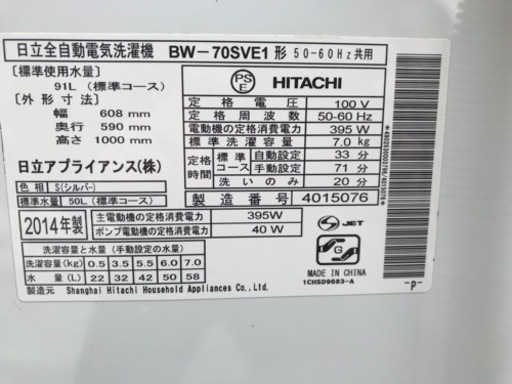 日立全自動電気洗濯機 BW-70SVE1形 50-60Hz共用
〔標準使用水量〕
91L（標準コース）
〔外形寸法〕
幅 608 mm
奥行 590 mm
高さ 1000 mm
日立アプライアンス(株)
色相 S(シルバー)
標準水量 50L（標準コース）
PS
E
HITACHI
定格電圧 100 V
定格周波数 50-60 Hz
電動機の定格消費電力 395 W
標準洗濯容量 7.0 kg
定格時間 標準コース 自動設定 33 分
手動設定 71 分
洗いのみ 20 分
製造番号 4015076
2014年製
主電動機の定格消費電力 395W
ポンプ電動機の定格消費電力 40 W
洗濯容量と水量（手動設定の水量）
洗濯容量(kg) 0.5 3.5 5.5 6.0 7.0
水量(L) 22 32 42 50 58
製造元 Shanghai Hitachi Household Appliances Co.,Ltd.
S JET
G
MADE IN CHINA
1CHSD9683-A
-p-